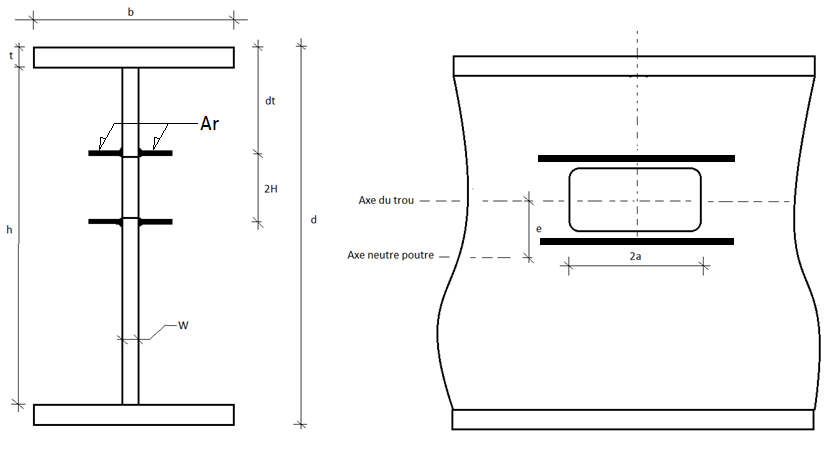 b
t
dt
Ar
2H
d
h
W
Axe du trou
e
Axe neutre poutre
2a